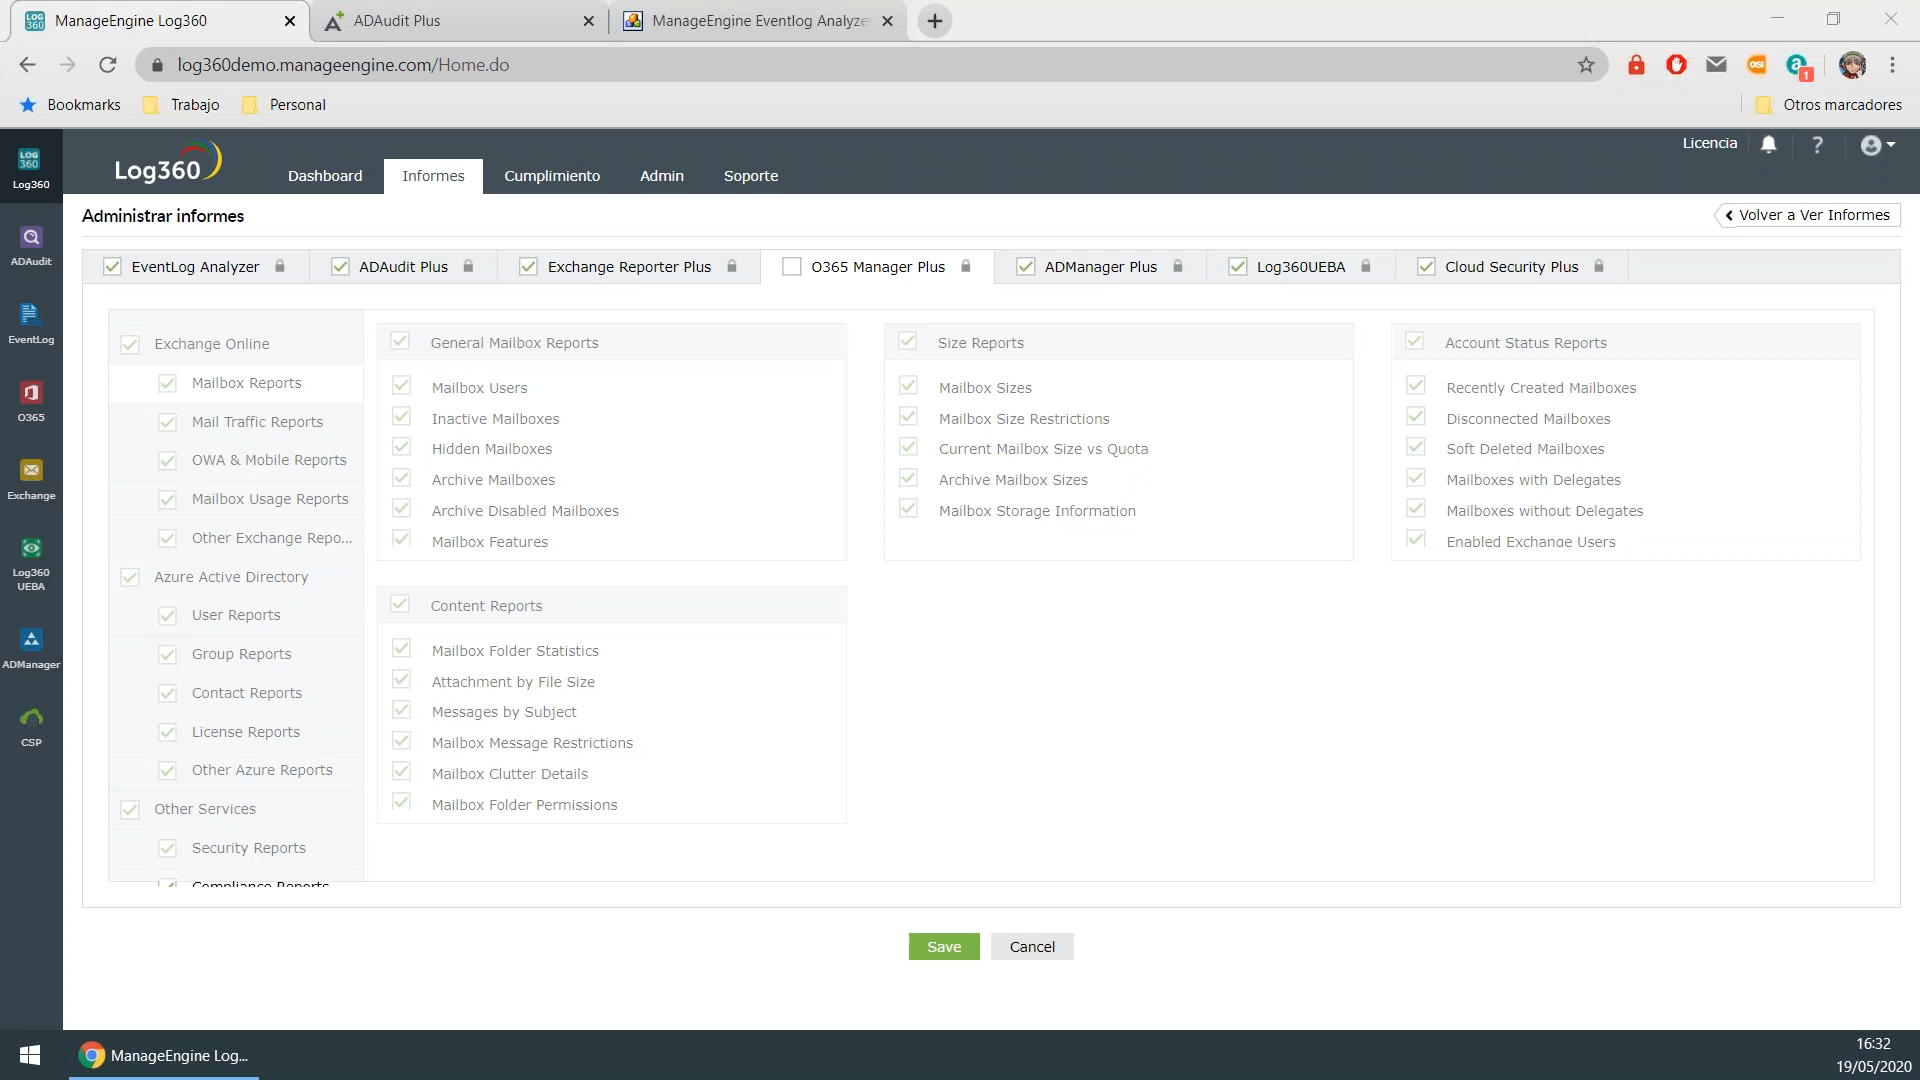 ManageEngine Log360
ADAudit Plus
ManageEngine Eventlog Analyze
log360demo.manageengine.com/Home.do
1
Bookmarks
Trabajo
Personal
Otros marcadores
LOG 360
Log360
Log360
Dashboard
Informes
Cumplimiento
Admin
Soporte
Licencia
?
Administrar informes
Volver a Ver Informes
ADAudit
EventLog
O365
Exchange
Log360 UEBA
ADManager
CSP
EventLog Analyzer
ADAudit Plus
Exchange Reporter Plus
O365 Manager Plus
ADManager Plus
Log360UEBA
Cloud Security Plus
Exchange Online
Mailbox Reports
Mail Traffic Reports
OWA & Mobile Reports
Mailbox Usage Reports
Other Exchange Repo...
Azure Active Directory
User Reports
Group Reports
Contact Reports
License Reports
Other Azure Reports
Other Services
Security Reports
Compliance Reports
General Mailbox Reports
Mailbox Users
Inactive Mailboxes
Hidden Mailboxes
Archive Mailboxes
Archive Disabled Mailboxes
Mailbox Features
Size Reports
Mailbox Sizes
Mailbox Size Restrictions
Current Mailbox Size vs Quota
Archive Mailbox Sizes
Mailbox Storage Information
Account Status Reports
Recently Created Mailboxes
Disconnected Mailboxes
Soft Deleted Mailboxes
Mailboxes with Delegates
Mailboxes without Delegates
Enabled Exchange Users
Content Reports
Mailbox Folder Statistics
Attachment by File Size
Messages by Subject
Mailbox Message Restrictions
Mailbox Clutter Details
Mailbox Folder Permissions
Save
Cancel
ManageEngine Log...
16:32
19/05/2020